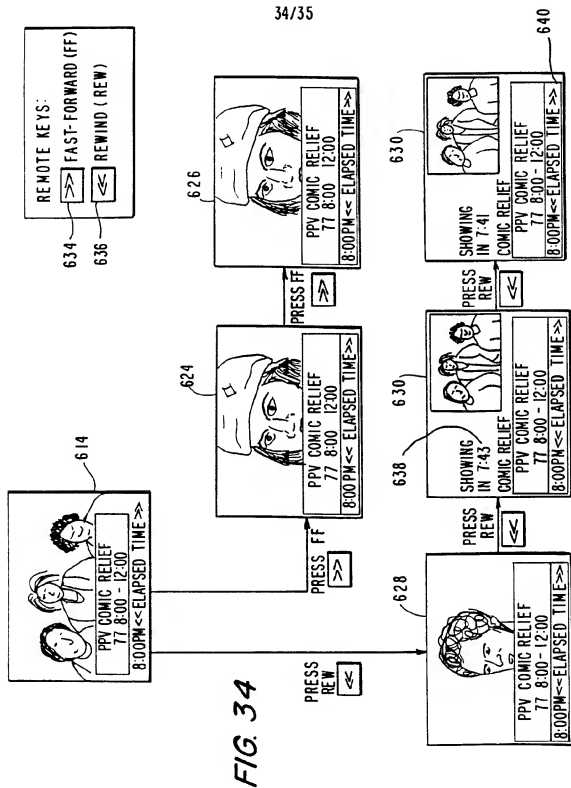 34/35
REMOTE KEYS:
634
>> FAST-FORWARD (FF)
636
<< REWIND (REW)
614
PPV COMIC RELIEF
77 8:00 - 12:00
8:00PM << ELAPSED TIME >>
PRESS FF
>>
624
PPV COMIC RELIEF
77 8:00 12:00
8:00PM << ELAPSED TIME >>
PRESS FF
>>
626
PPV COMIC RELIEF
77 8:00 12:00
8:00PM << ELAPSED TIME >>
PRESS
REW
<<
FIG. 34
628
PPV COMIC RELIEF
77 8:00 - 12:00
8:00PM << ELAPSED TIME >>
PRESS
REW
<<
630
638
SHOWING
IN 7:43
COMIC RELIEF
PPV COMIC RELIEF
77 8:00 - 12:00
8:00PM << ELAPSED TIME >>
PRESS
REW
<<
630
SHOWING
IN 7:41
COMIC RELIEF
PPV COMIC RELIEF
77 8:00 - 12:00
8:00PM << ELAPSED TIME >>
640